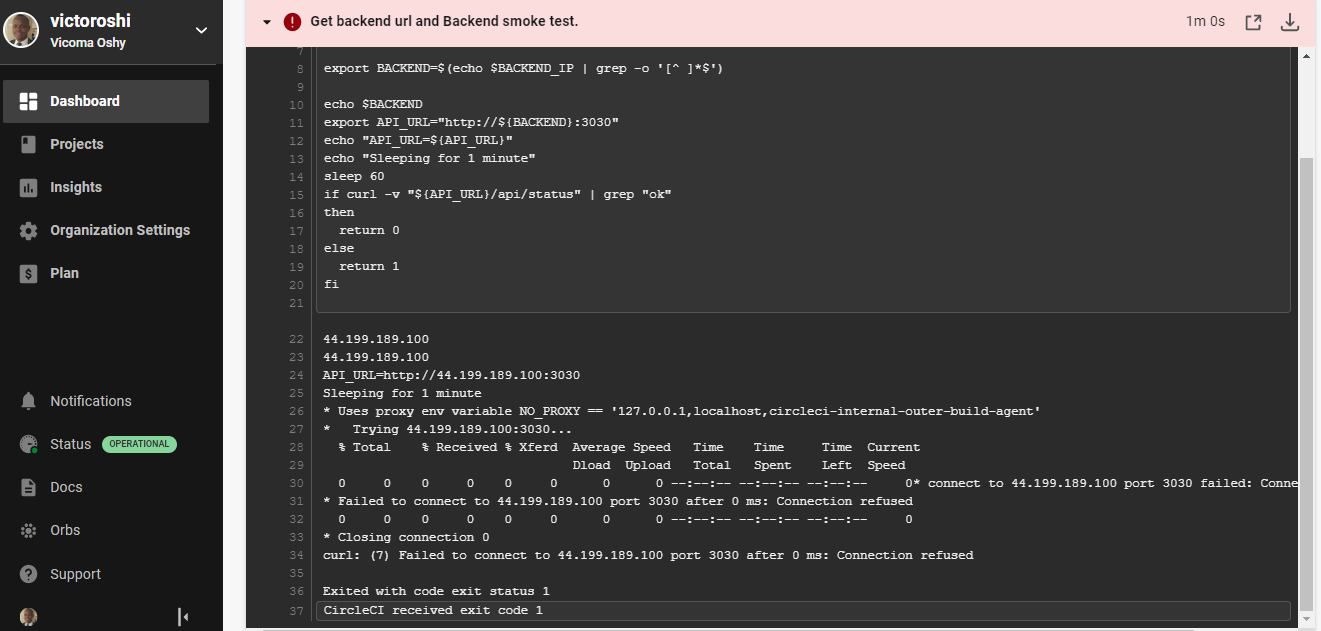 victoroshi
Vicoma Oshy
Dashboard
Projects
Insights
Organization Settings
$ Plan
Notifications
Status OPERATIONAL
Docs
Orbs
? Support
! Get backend url and Backend smoke test. 1m 0s
7
8 export BACKEND=$(echo $BACKEND_IP | grep -o '[^ ]*$')
9
10 echo $BACKEND
11 export API_URL="http://${BACKEND}:3030"
12 echo "API_URL=${API_URL}"
13 echo "Sleeping for 1 minute"
14 sleep 60
15 if curl -v "${API_URL}/api/status" | grep "ok"
16 then
17   return 0
18 else
19   return 1
20 fi
21
22 44.199.189.100
23 44.199.189.100
24 API_URL=http://44.199.189.100:3030
25 Sleeping for 1 minute
26 * Uses proxy env variable NO_PROXY == '127.0.0.1,localhost,circleci-internal-outer-build-agent'
27 *   Trying 44.199.189.100:3030...
28   % Total    % Received % Xferd  Average Speed   Time    Time     Time  Current
29                                  Dload  Upload   Total   Spent    Left  Speed
30   0     0    0     0    0     0      0      0 --:--:-- --:--:-- --:--:--     0* connect to 44.199.189.100 port 3030 failed: Conne
31 * Failed to connect to 44.199.189.100 port 3030 after 0 ms: Connection refused
32   0     0    0     0    0     0      0      0 --:--:-- --:--:-- --:--:--     0
33 * Closing connection 0
34 curl: (7) Failed to connect to 44.199.189.100 port 3030 after 0 ms: Connection refused
35
36 Exited with code exit status 1
37 CircleCI received exit code 1